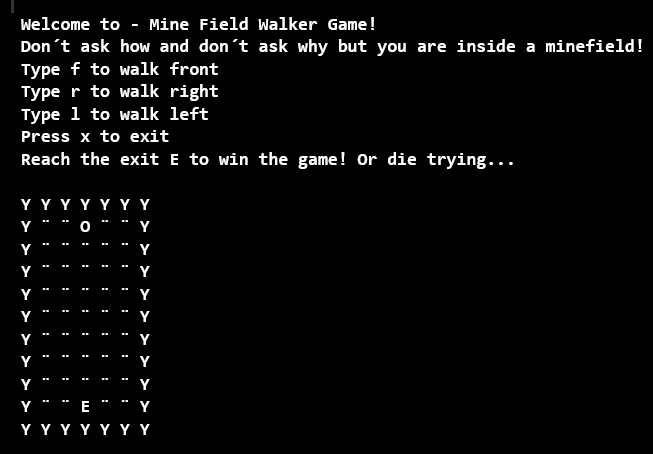 Welcome to - Mine Field Walker Game!
Don´t ask how and don´t ask why but you are inside a minefield!
Type f to walk front
Type r to walk right
Type l to walk left
Press x to exit
Reach the exit E to win the game! Or die trying...
Y Y Y Y Y Y Y
Y ¨ ¨ O ¨ ¨ Y
Y ¨ ¨ ¨ ¨ ¨ Y
Y ¨ ¨ ¨ ¨ ¨ Y
Y ¨ ¨ ¨ ¨ ¨ Y
Y ¨ ¨ ¨ ¨ ¨ Y
Y ¨ ¨ ¨ ¨ ¨ Y
Y ¨ ¨ ¨ ¨ ¨ Y
Y ¨ ¨ ¨ ¨ ¨ Y
Y ¨ ¨ E ¨ ¨ Y
Y Y Y Y Y Y Y